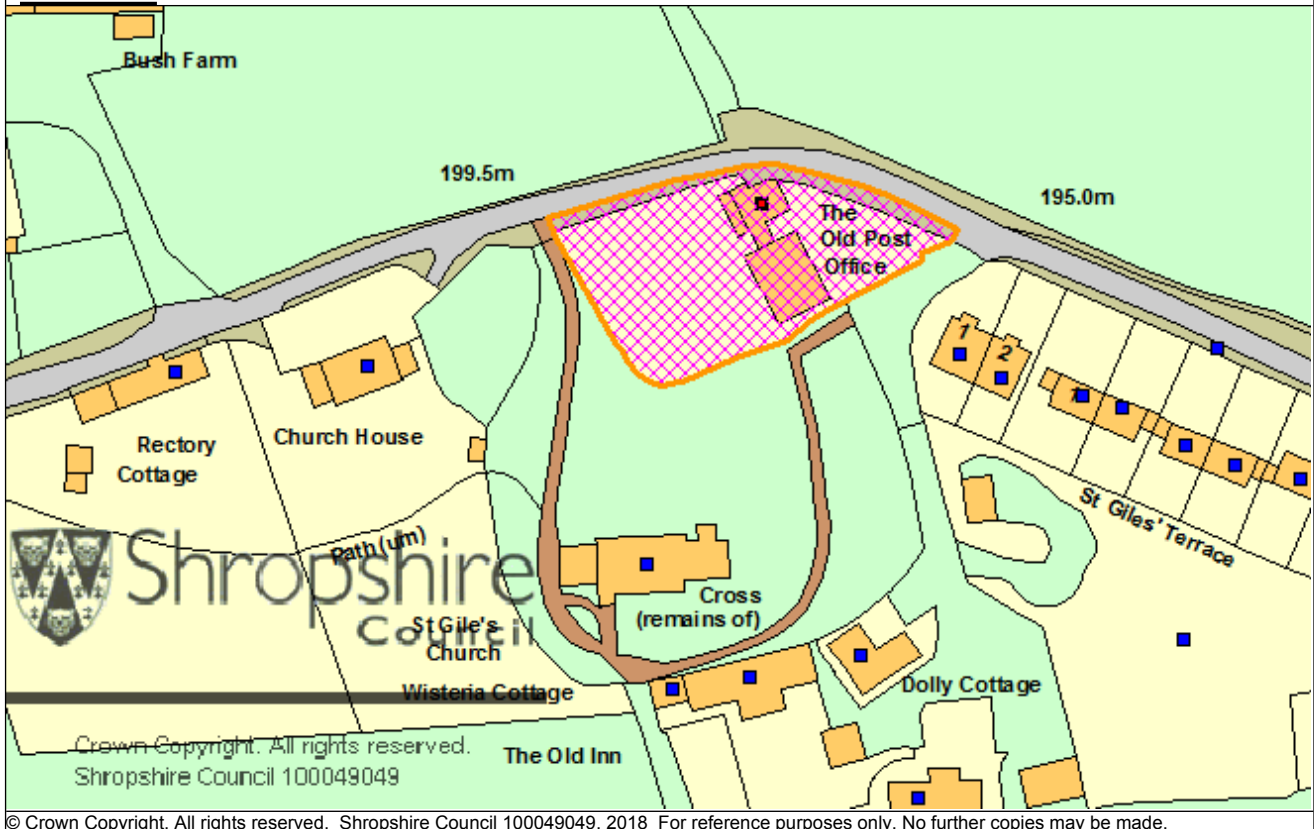 Bush Farm
199.5m
195.0m
The
Old Post
Office
1
2
Rectory
Cottage
Church House
Path (um)
St Giles' Terrace
Shropshire
Council
Cross
(remains of)
St Gile's
Church
Wisteria Cottage
Dolly Cottage
The Old Inn
Crown Copyright. All rights reserved.
Shropshire Council 100049049
© Crown Copyright. All rights reserved. Shropshire Council 100049049. 2018 For reference purposes only. No further copies may be made.